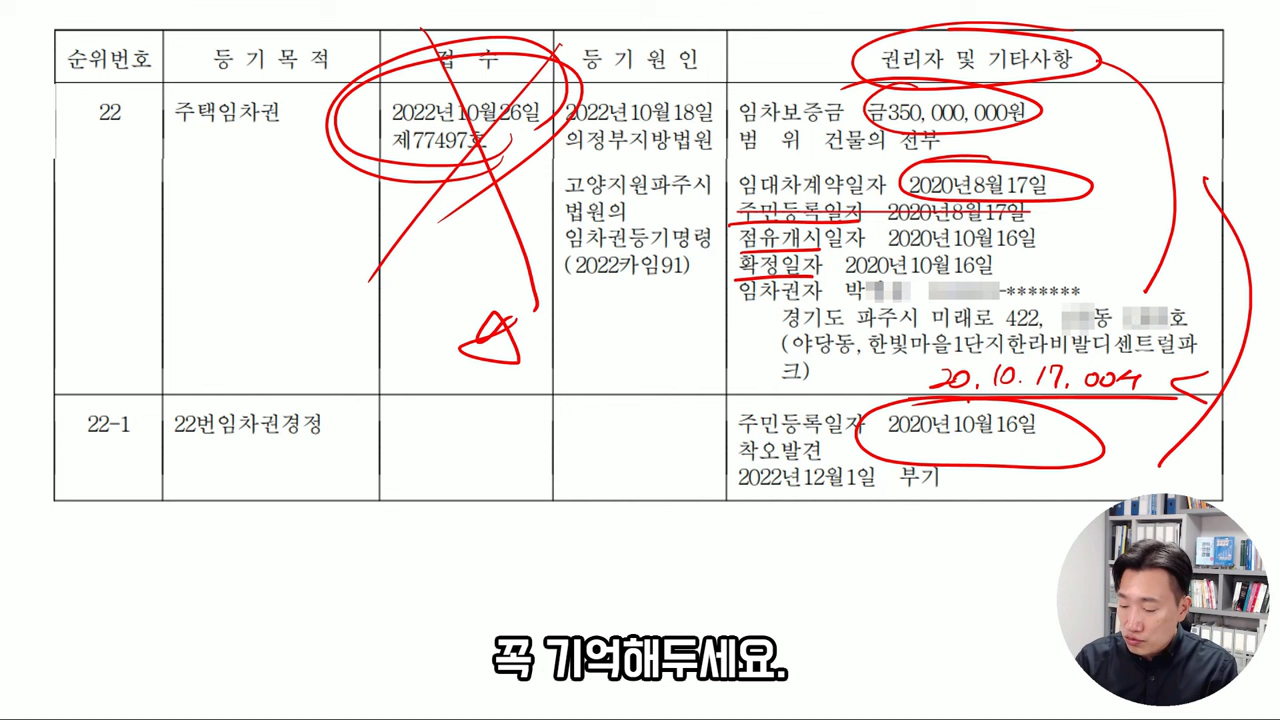 순위번호 등 기 목 적 접 수 등 기 원 인 권리자 및 기타사항
22 주택임차권 2022년10월26일 2022년10월18일 임차보증금 금350,000,000원
제77497호 의정부지방법원 범 위 건물의 전부
고양지원파주시 임대차계약일자 2020년8월17일
법원의 주민등록일자 2020년8월17일
임차권등기명령 점유개시일자 2020년10월16일
(2022카임91) 확정일자 2020년10월16일
임차권자 박 -*******
경기도 파주시 미래로 422, 동 호
(야당동, 한빛마을1단지한라비발디센트럴파
크)
20. 10. 17. 00시
22-1 22번임차권경정 주민등록일자 2020년10월16일
착오발견
2022년12월1일 부기
꼭 기억해두세요.